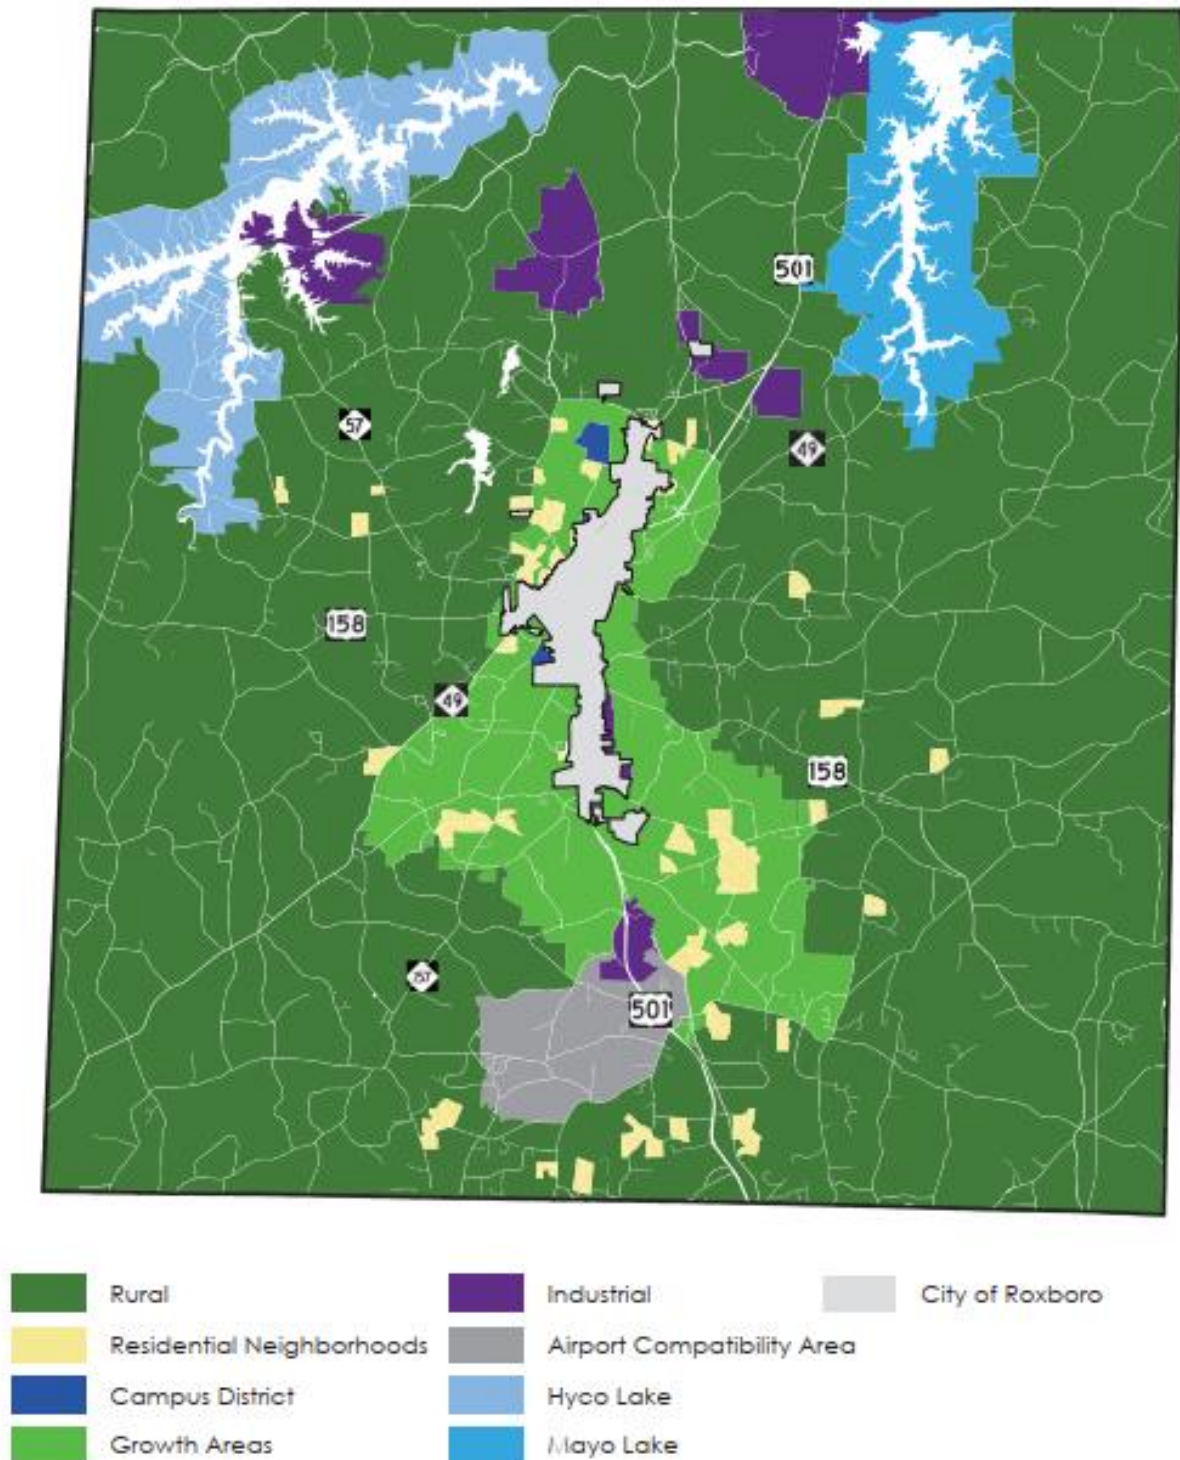 501
57
49
158
49
158
157
501
Rural
Industrial
City of Roxboro
Residential Neighborhoods
Airport Compatibility Area
Campus District
Hyco Lake
Growth Areas
Mayo Lake